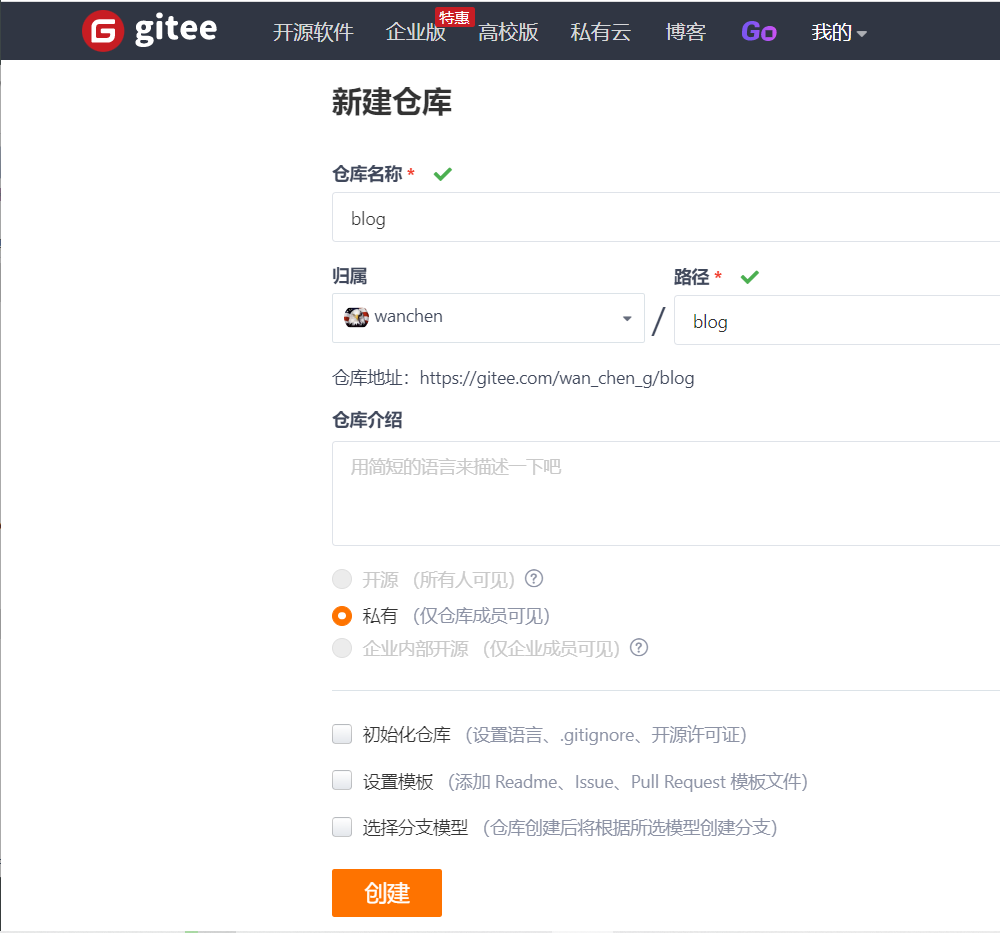 gitee 开源软件 企业版 特惠 高校版 私有云 博客 Go 我的
新建仓库
仓库名称 *
blog
归属 路径 *
wanchen / blog
仓库地址：https://gitee.com/wan_chen_g/blog
仓库介绍
用简短的语言来描述一下吧
开源 （所有人可见） ?
私有 （仅仓库成员可见）
企业内部开源 （仅企业成员可见） ?
初始化仓库 （设置语言、.gitignore、开源许可证）
设置模板 （添加 Readme、Issue、Pull Request 模板文件）
选择分支模型 （仓库创建后将根据所选模型创建分支）
创建